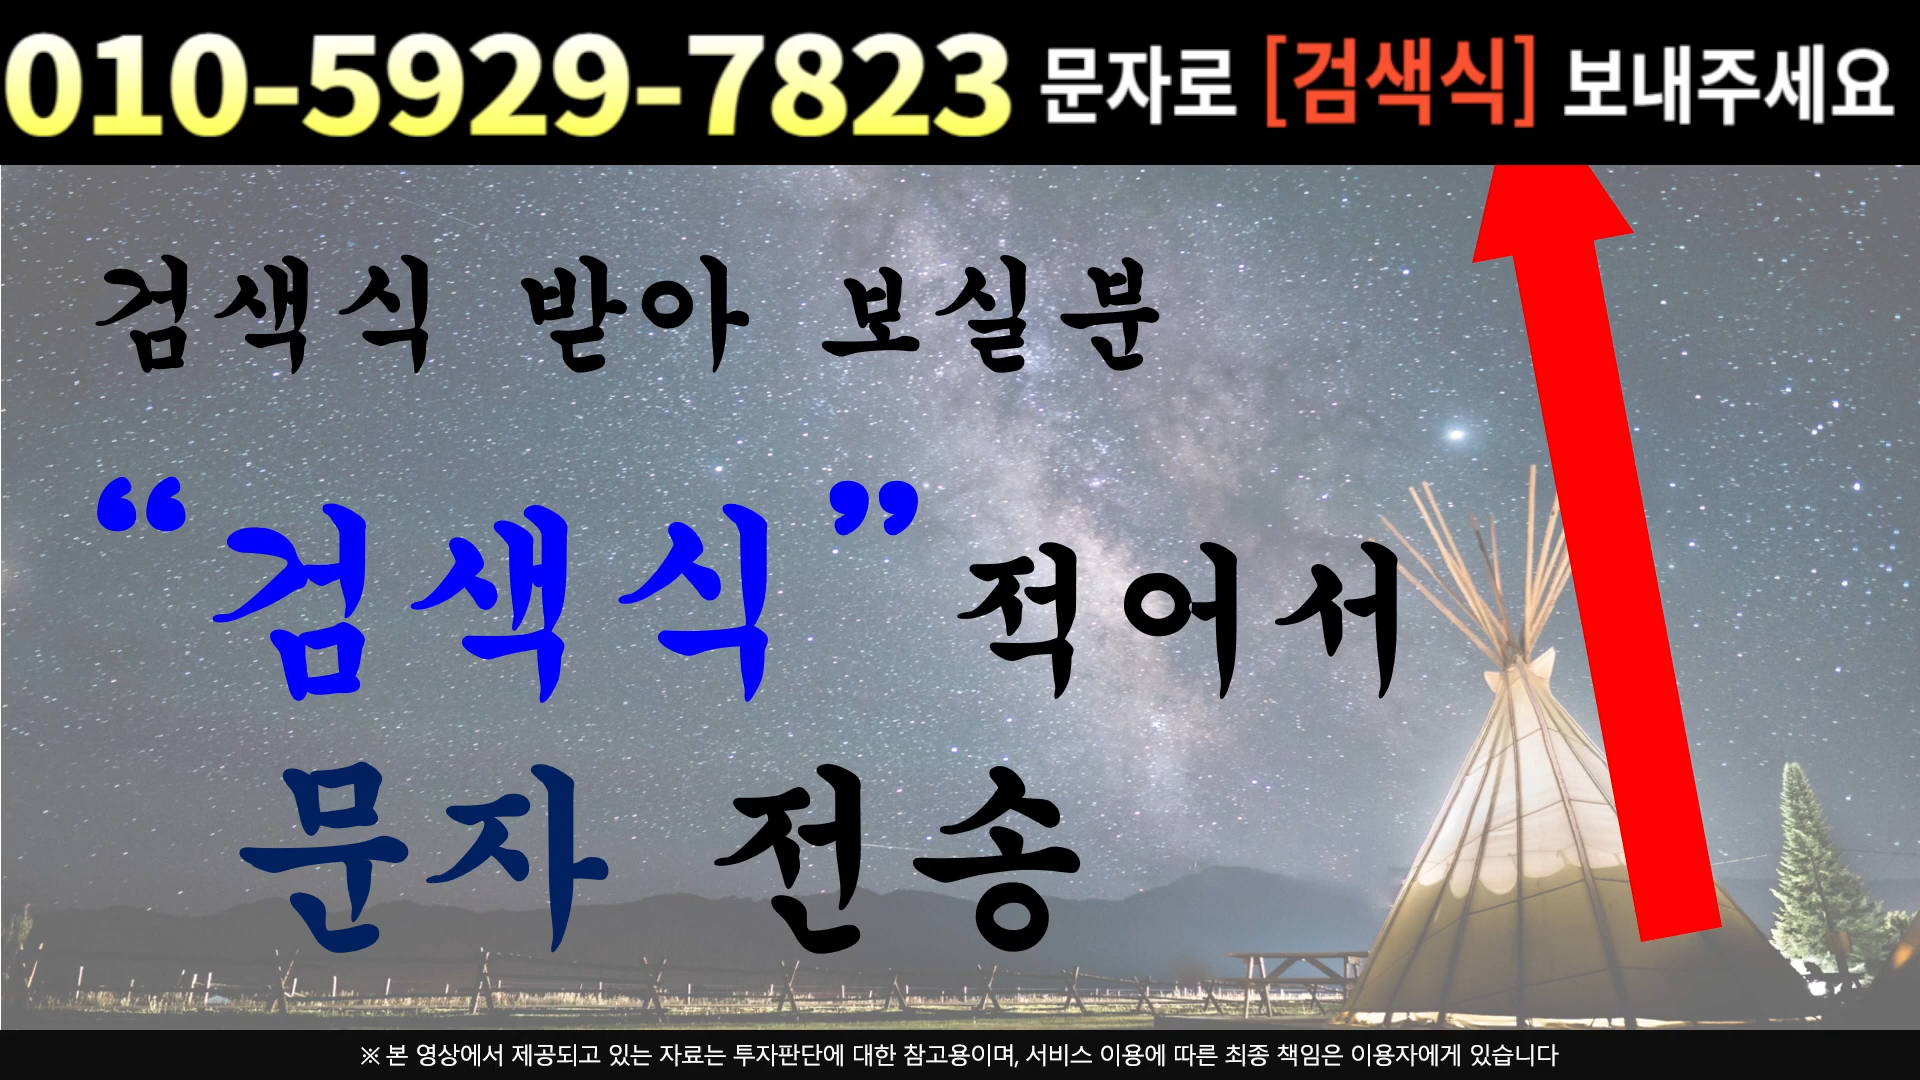 010-5929-7823 문자로 [검색식] 보내주세요
검색식 받아 보실분
“검색식” 적어서
문자 전송
※ 본 영상에서 제공되고 있는 자료는 투자판단에 대한 참고용이며, 서비스 이용에 따른 최종 책임은 이용자에게 있습니다